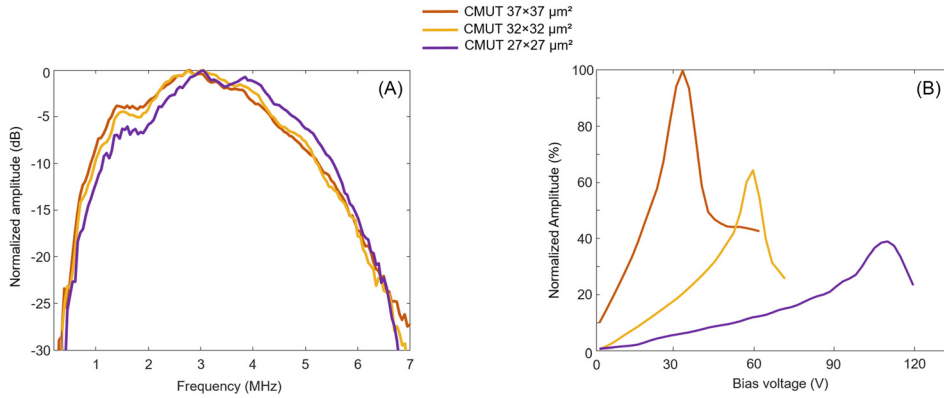 CMUT 37×37 µm²
CMUT 32×32 µm²
CMUT 27×27 µm²
(A)
0
-5
-10
-15
-20
-25
-30
1
2
3
4
5
6
7
Normalized amplitude (dB)
Frequency (MHz)
(B)
100
80
60
40
20
0
0
30
60
90
120
Normalized Amplitude (%)
Bias voltage (V)